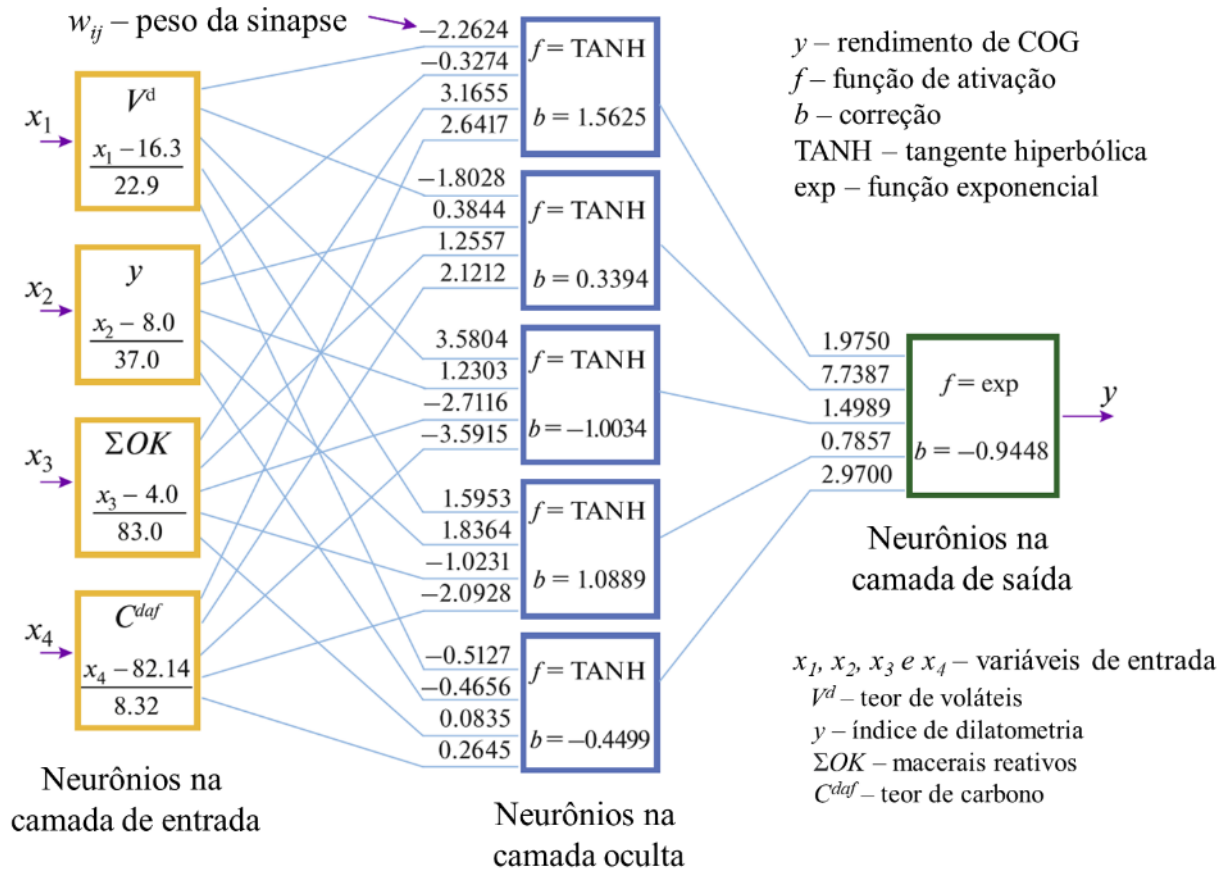 w_ij – peso da sinapse
x₁
Vᵈ
x₁ – 16.3
22.9
x₂
y
x₂ – 8.0
37.0
x₃
ΣOK
x₃ – 4.0
83.0
x₄
C^daf
x₄ – 82.14
8.32
Neurônios na
camada de entrada
–2.2624
–0.3274
3.1655
2.6417
f = TANH
b = 1.5625
–1.8028
0.3844
1.2557
2.1212
f = TANH
b = 0.3394
3.5804
1.2303
–2.7116
–3.5915
f = TANH
b = –1.0034
1.5953
1.8364
–1.0231
–2.0928
f = TANH
b = 1.0889
–0.5127
–0.4656
0.0835
0.2645
f = TANH
b = –0.4499
Neurônios na
camada oculta
y – rendimento de COG
f – função de ativação
b – correção
TANH – tangente hiperbólica
exp – função exponencial
1.9750
7.7387
1.4989
0.7857
2.9700
f = exp
b = –0.9448
y
Neurônios na
camada de saída
x₁, x₂, x₃ e x₄ – variáveis de entrada
Vᵈ – teor de voláteis
y – índice de dilatometria
ΣOK – macerais reativos
C^daf – teor de carbono